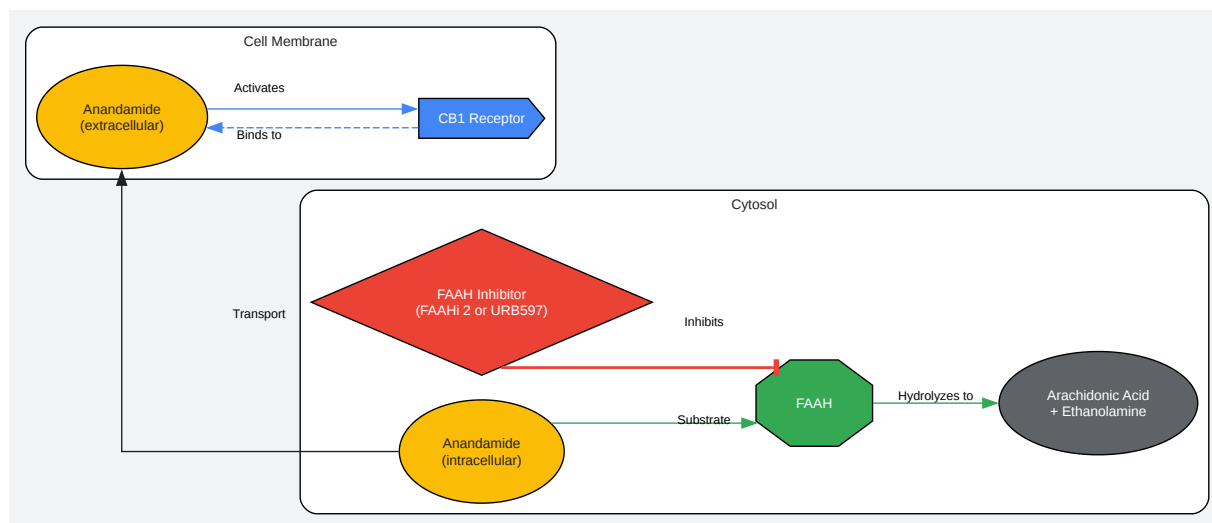 Cell Membrane
Anandamide
(extracellular)
Activates
Binds to
CB1 Receptor
Cytosol
Transport
FAAH Inhibitor
(FAAHi 2 or URB597)
Inhibits
Anandamide
(intracellular)
Substrate
FAAH
Hydrolyzes to
Arachidonic Acid
+ Ethanolamine